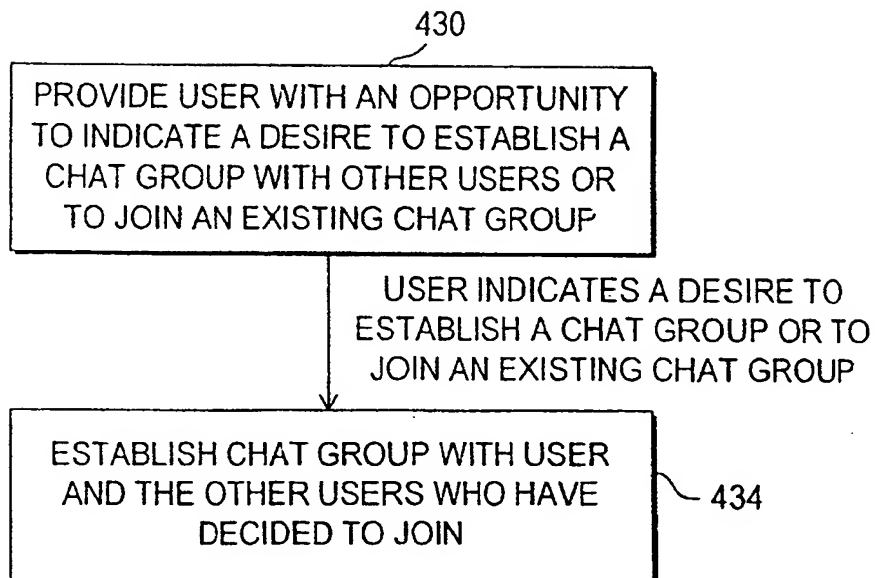 430
PROVIDE USER WITH AN OPPORTUNITY
TO INDICATE A DESIRE TO ESTABLISH A
CHAT GROUP WITH OTHER USERS OR
TO JOIN AN EXISTING CHAT GROUP
USER INDICATES A DESIRE TO
ESTABLISH A CHAT GROUP OR TO
JOIN AN EXISTING CHAT GROUP
ESTABLISH CHAT GROUP WITH USER
AND THE OTHER USERS WHO HAVE
DECIDED TO JOIN
434